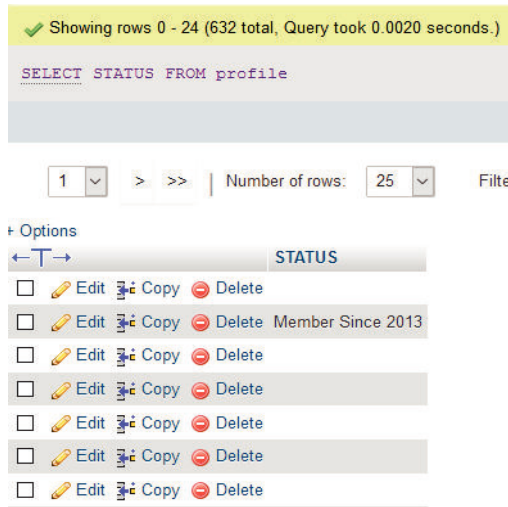 Showing rows 0 - 24 (632 total, Query took 0.0020 seconds.)
SELECT STATUS FROM profile
1 > >> | Number of rows: 25 Filte
+ Options
←T→ STATUS
Edit Copy Delete
Edit Copy Delete Member Since 2013
Edit Copy Delete
Edit Copy Delete
Edit Copy Delete
Edit Copy Delete
Edit Copy Delete